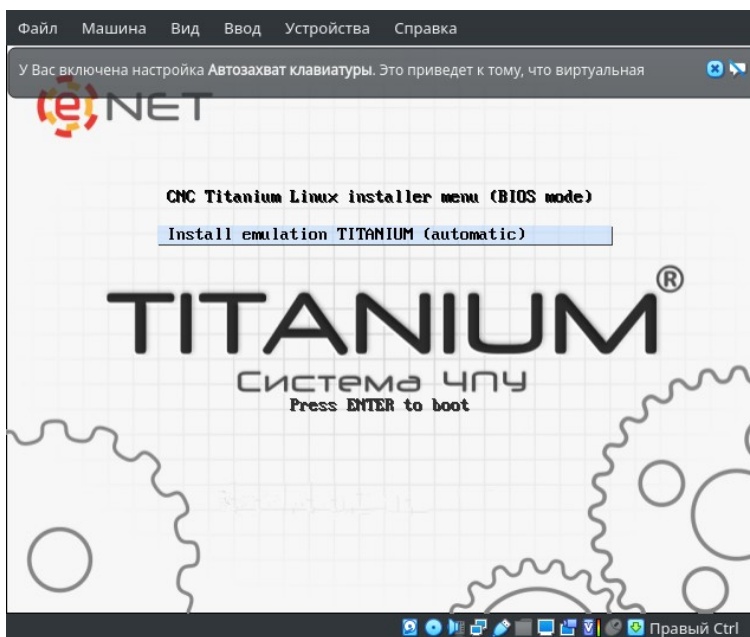 Файл Машина Вид Ввод Устройства Справка
У Вас включена настройка Автозахват клавиатуры. Это приведет к тому, что виртуальная
eNET
CNC Titanium Linux installer menu (BIOS mode)
Install emulation TITANIUM (automatic)
TITANIUM®
Система ЧПУ
Press ENTER to boot
Правый Ctrl